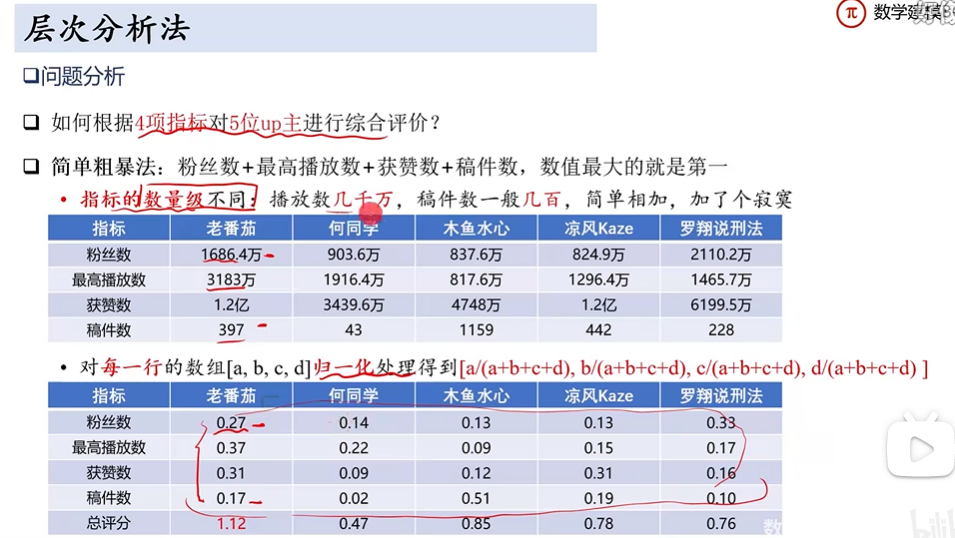 层次分析法
数学建模
❑问题分析
❑ 如何根据4项指标对5位up主进行综合评价？
❑ 简单粗暴法：粉丝数+最高播放数+获赞数+稿件数，数值最大的就是第一
• 指标的数量级不同：播放数几千万，稿件数一般几百，简单相加，加了个寂寞
指标 老番茄 何同学 木鱼水心 凉风Kaze 罗翔说刑法
粉丝数 1686.4万 903.6万 837.6万 824.9万 2110.2万
最高播放数 3183万 1916.4万 817.6万 1296.4万 1465.7万
获赞数 1.2亿 3439.6万 4748万 1.2亿 6199.5万
稿件数 397 43 1159 442 228
• 对每一行的数组[a, b, c, d]归一化处理得到[a/(a+b+c+d), b/(a+b+c+d), c/(a+b+c+d), d/(a+b+c+d) ]
指标 老番茄 何同学 木鱼水心 凉风Kaze 罗翔说刑法
粉丝数 0.27 0.14 0.13 0.13 0.33
最高播放数 0.37 0.22 0.09 0.15 0.17
获赞数 0.31 0.09 0.12 0.31 0.16
稿件数 0.17 0.02 0.51 0.19 0.10
总评分 1.12 0.47 0.85 0.78 0.76